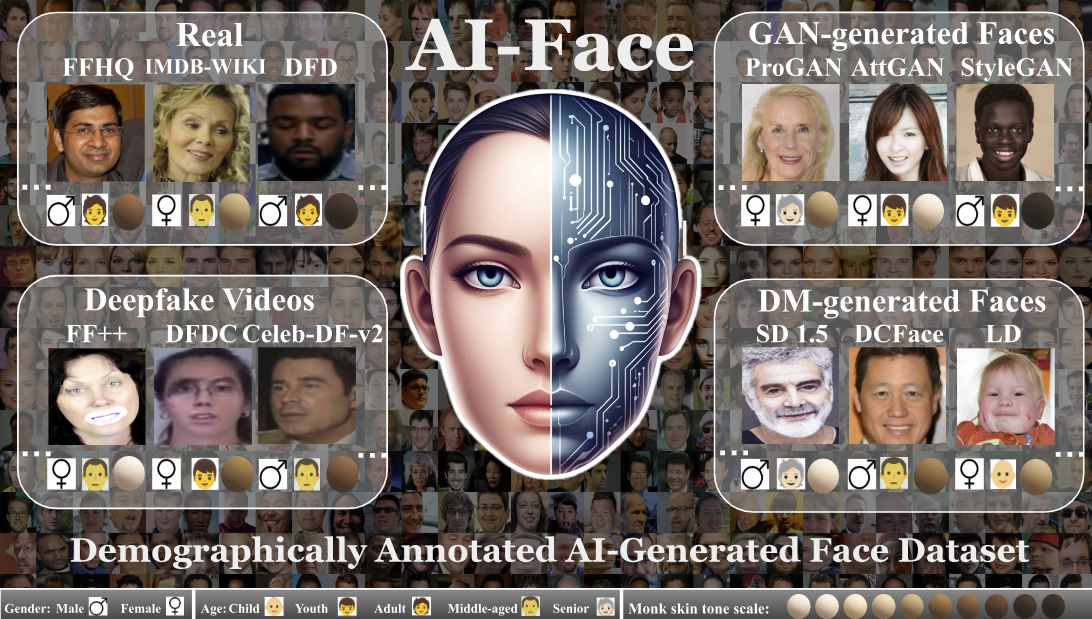 AI-Face
Real
FFHQ IMDB-WIKI DFD
... ...
GAN-generated Faces
ProGAN AttGAN StyleGAN
... ...
Deepfake Videos
FF++ DFDC Celeb-DF-v2
... ...
DM-generated Faces
SD 1.5 DCFace LD
... ...
Demographically Annotated AI-Generated Face Dataset
Gender: Male ♂ Female ♀ Age: Child Youth Adult Middle-aged Senior Monk skin tone scale: